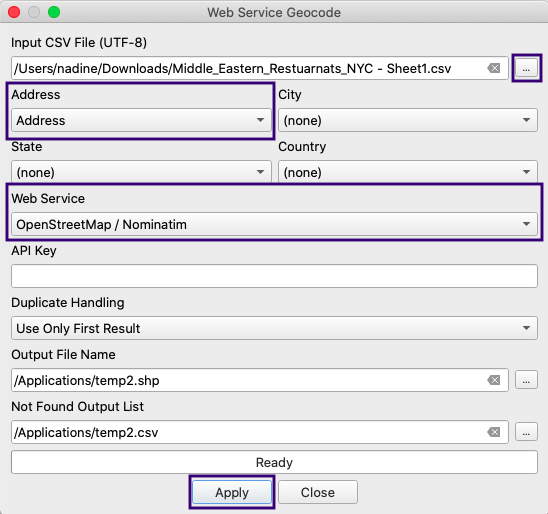 Web Service Geocode
Input CSV File (UTF-8)
/Users/nadine/Downloads/Middle_Eastern_Restuarnats_NYC - Sheet1.csv ...
Address City
Address (none)
State Country
(none) (none)
Web Service
OpenStreetMap / Nominatim
API Key
Duplicate Handling
Use Only First Result
Output File Name
/Applications/temp2.shp ...
Not Found Output List
/Applications/temp2.csv ...
Ready
Apply Close